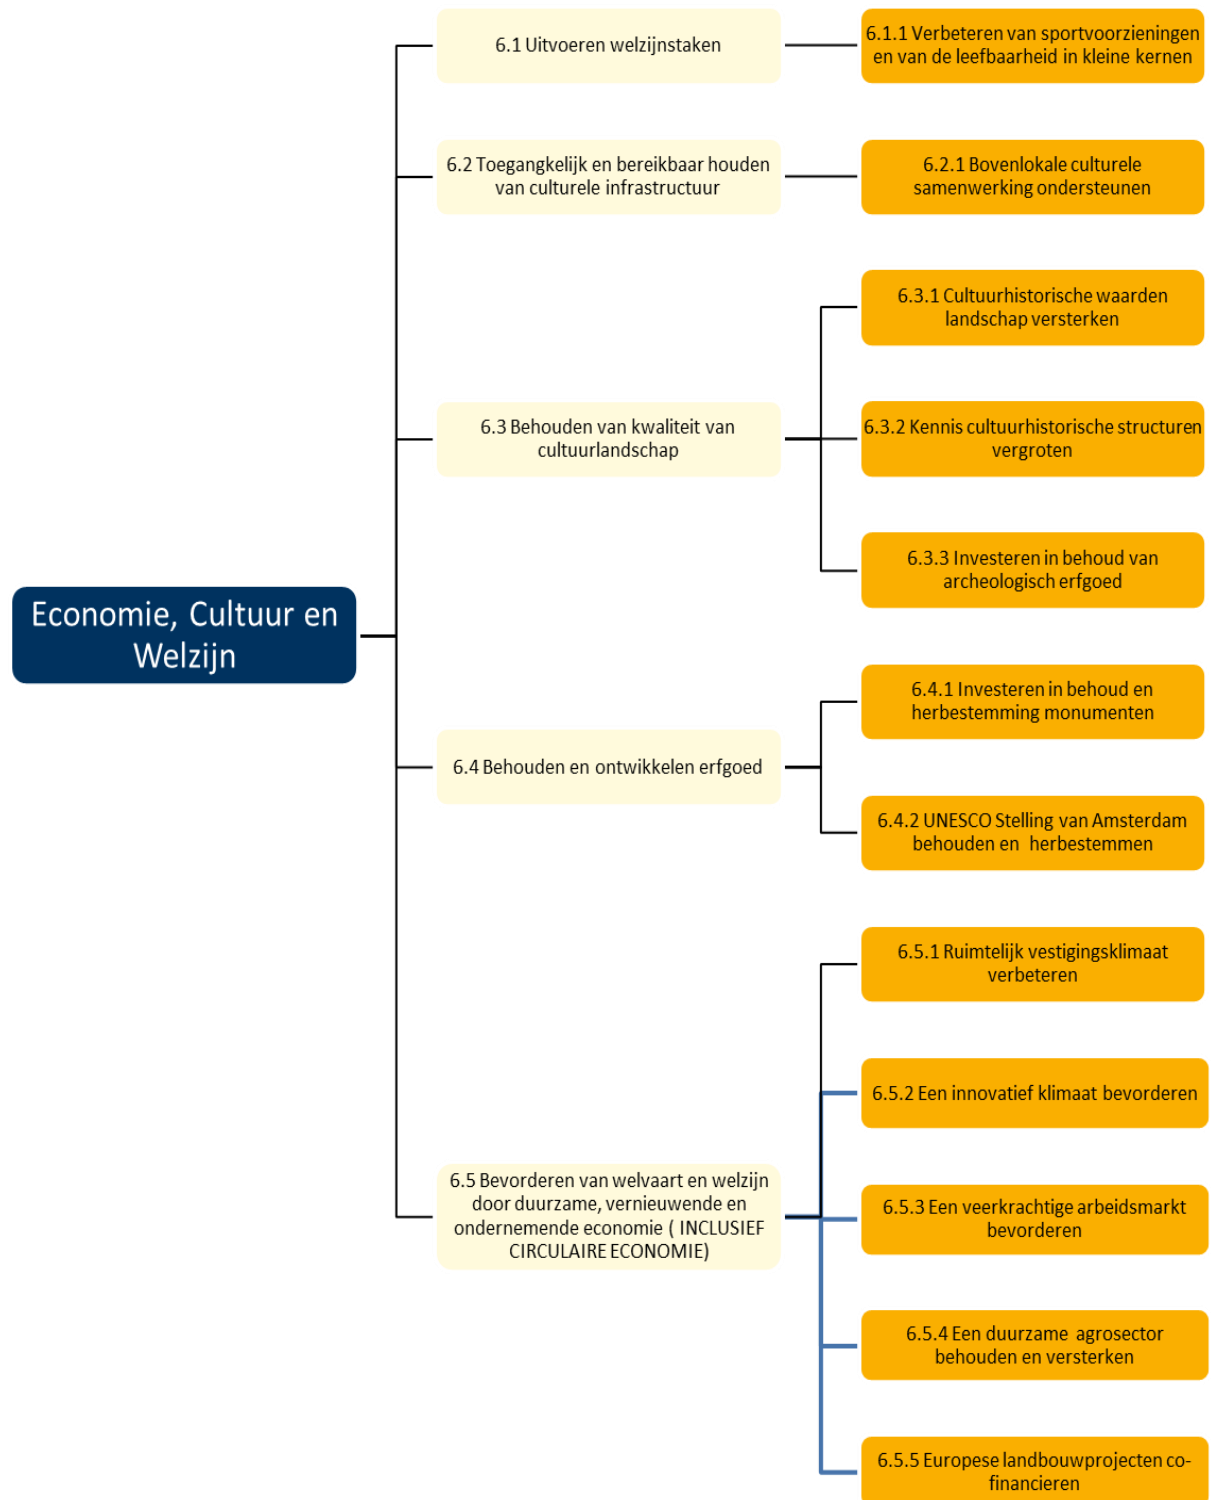 Economie, Cultuur en
Welzijn
6.1 Uitvoeren welzijnstaken
6.1.1 Verbeteren van sportvoorzieningen
en van de leefbaarheid in kleine kernen
6.2 Toegangkelijk en bereikbaar houden
van culturele infrastructuur
6.2.1 Bovenlokale culturele
samenwerking ondersteunen
6.3 Behouden van kwaliteit van
cultuurlandschap
6.3.1 Cultuurhistorische waarden
landschap versterken
6.3.2 Kennis cultuurhistorische structuren
vergroten
6.3.3 Investeren in behoud van
archeologisch erfgoed
6.4 Behouden en ontwikkelen erfgoed
6.4.1 Investeren in behoud en
herbestemming monumenten
6.4.2 UNESCO Stelling van Amsterdam
behouden en  herbestemmen
6.5 Bevorderen van welvaart en welzijn
door duurzame, vernieuwende en
ondernemende economie ( INCLUSIEF
CIRCULAIRE ECONOMIE)
6.5.1 Ruimtelijk vestigingsklimaat
verbeteren
6.5.2 Een innovatief klimaat bevorderen
6.5.3 Een veerkrachtige arbeidsmarkt
bevorderen
6.5.4 Een duurzame  agrosector
behouden en versterken
6.5.5 Europese landbouwprojecten co-
financieren